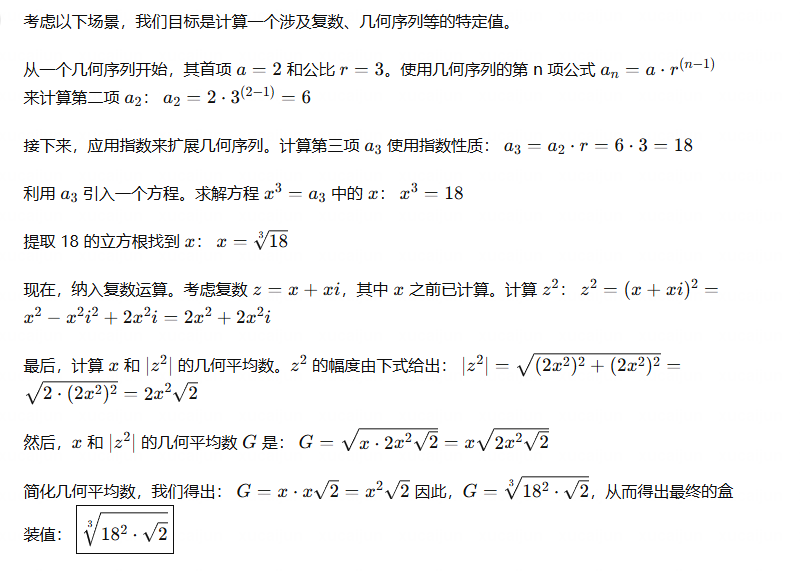 考虑以下场景，我们目标是计算一个涉及复数、几何序列等的特定值。
从一个几何序列开始，其首项 $a = 2$ 和公比 $r = 3$。使用几何序列的第 n 项公式 $a_n = a \cdot r^{(n-1)}$
来计算第二项 $a_2$： $a_2 = 2 \cdot 3^{(2-1)} = 6$
接下来，应用指数来扩展几何序列。计算第三项 $a_3$ 使用指数性质： $a_3 = a_2 \cdot r = 6 \cdot 3 = 18$
利用 $a_3$ 引入一个方程。求解方程 $x^3 = a_3$ 中的 $x$： $x^3 = 18$
提取 18 的立方根找到 $x$： $x = \sqrt[3]{18}$
现在，纳入复数运算。考虑复数 $z = x + xi$，其中 $x$ 之前已计算。计算 $z^2$： $z^2 = (x + xi)^2 =$
$x^2 - x^2i^2 + 2x^2i = 2x^2 + 2x^2i$
最后，计算 $x$ 和 $|z^2|$ 的几何平均数。$z^2$ 的幅度由下式给出： $|z^2| = \sqrt{(2x^2)^2 + (2x^2)^2} =$
$\sqrt{2 \cdot (2x^2)^2} = 2x^2\sqrt{2}$
然后，$x$ 和 $|z^2|$ 的几何平均数 $G$ 是： $G = \sqrt{x \cdot 2x^2\sqrt{2}} = x\sqrt{2x^2\sqrt{2}}$
简化几何平均数，我们得出： $G = x \cdot x\sqrt{2} = x^2\sqrt{2}$ 因此，$G = \sqrt[3]{18^2 \cdot \sqrt{2}}$，从而得出最终的盒
装值： $\boxed{\sqrt[3]{18^2 \cdot \sqrt{2}}}$